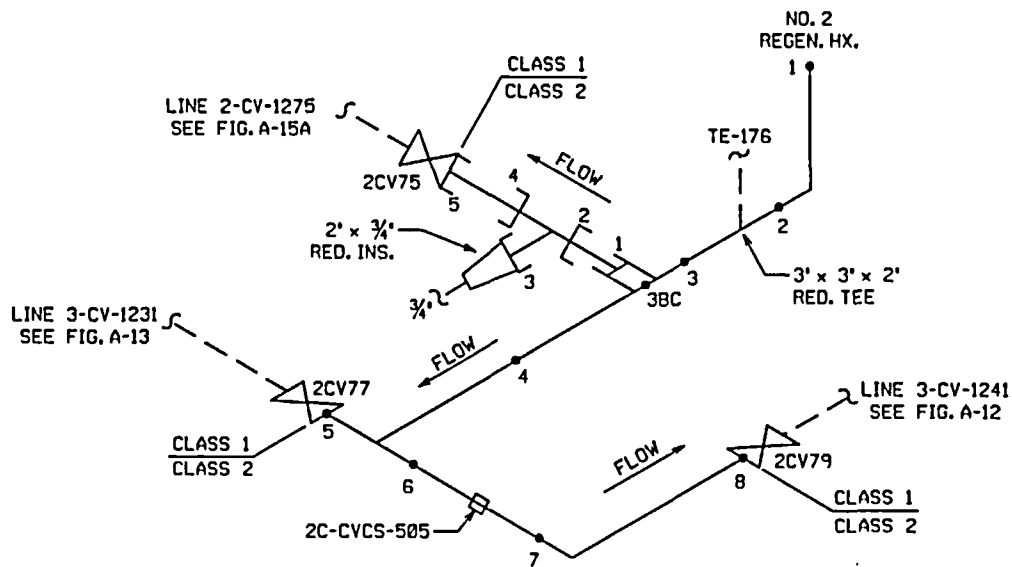 NO. 2
REGEN. HX.
1
CLASS 1
CLASS 2
LINE 2-CV-1275
SEE FIG. A-15A
TE-176
FLOW
2CV75
4
5
2
2' x ¾'
RED. INS.
1
2
3
3
3BC
3' x 3' x 2'
RED. TEE
¾'
LINE 3-CV-1231
SEE FIG. A-13
FLOW
4
2CV77
LINE 3-CV-1241
SEE FIG. A-12
5
CLASS 1
CLASS 2
FLOW
2CV79
6
8
CLASS 1
CLASS 2
2C-CVCS-505
7